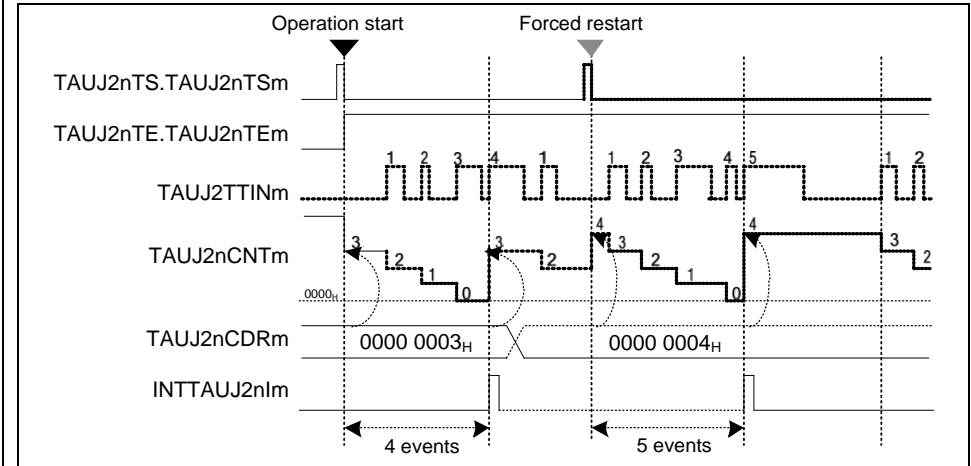 Operation start Forced restart
TAUJ2nTS.TAUJ2nTSm
TAUJ2nTE.TAUJ2nTEm
1 2 3 4 1 1 2 3 4 5 1 2
TAUJ2TTINm
3 2 1 0 3 2 4 3 2 1 0 4 3 2
TAUJ2nCNTm
0000H
TAUJ2nCDRm 0000 0003H 0000 0004H
INTTAUJ2nIm
4 events 5 events